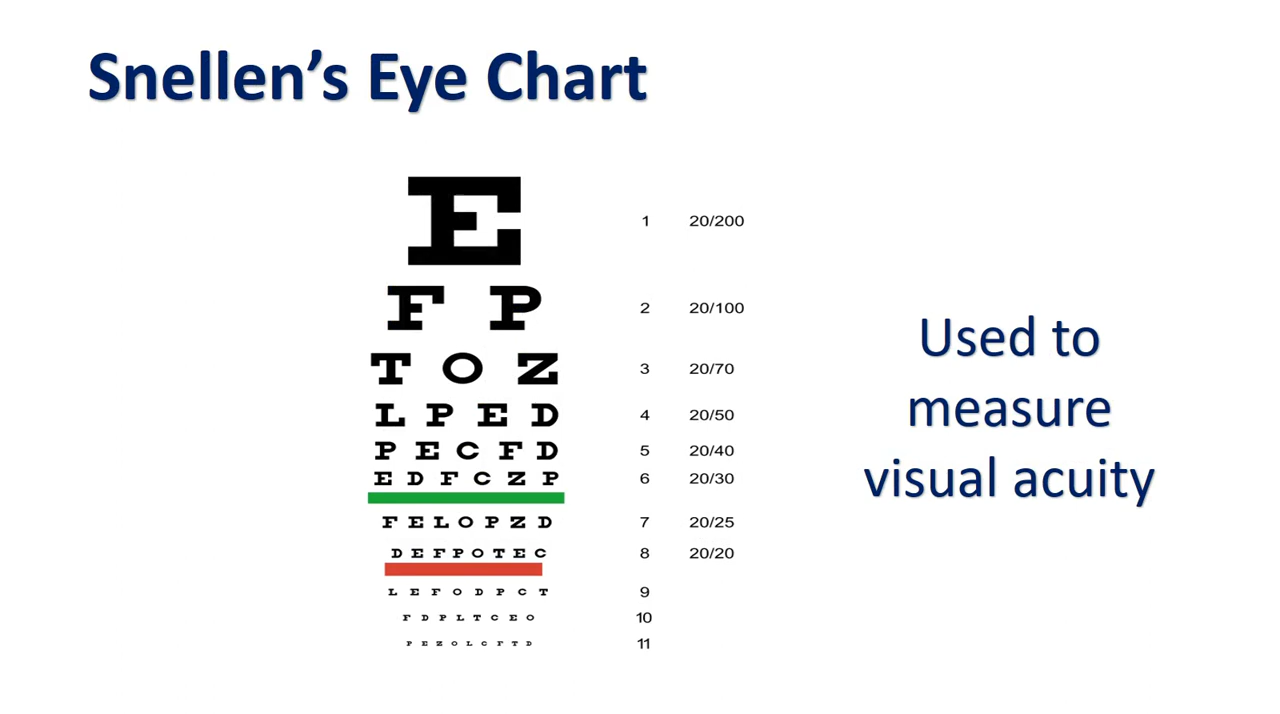 Snellen's Eye Chart
E 1 20/200
F P 2 20/100
T O Z 3 20/70
L P E D 4 20/50
P E C F D 5 20/40
E D F C Z P 6 20/30
F E L O P Z D 7 20/25
D E F P O T E C 8 20/20
L E F O D P C T 9
F D P L T C E O 10
P E Z O L C F T D 11
Used to
measure
visual acuity